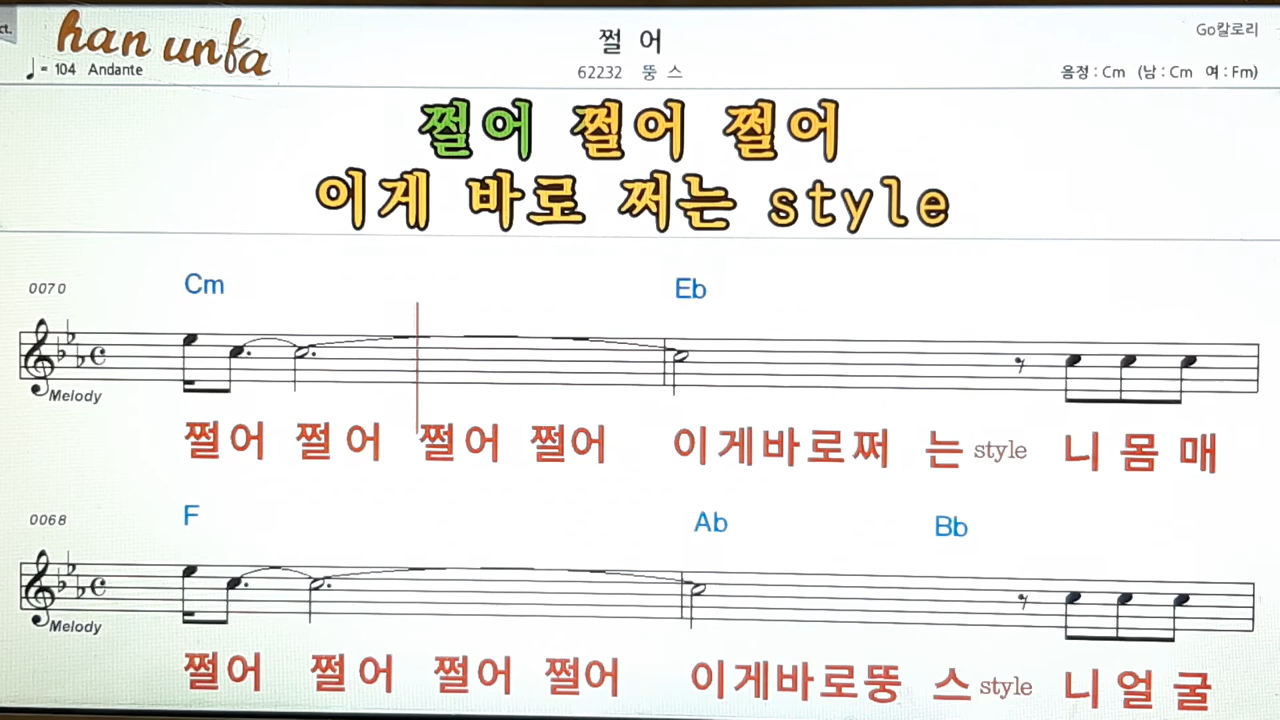 ct.
han unfa
쩔 어
Go칼로리
♩= 104 Andante
62232 뚱 스
음정 : Cm (남 : Cm 여 : Fm)
쩔어 쩔어 쩔어
이게 바로 쩌는 style
0070
Cm
Eb
Melody
쩔어 쩔어 쩔어 쩔어 이게바로쩌 는 style 니 몸 매
0068
F
Ab
Bb
Melody
쩔어 쩔어 쩔어 쩔어 이게바로뚱 스 style 니 얼 굴